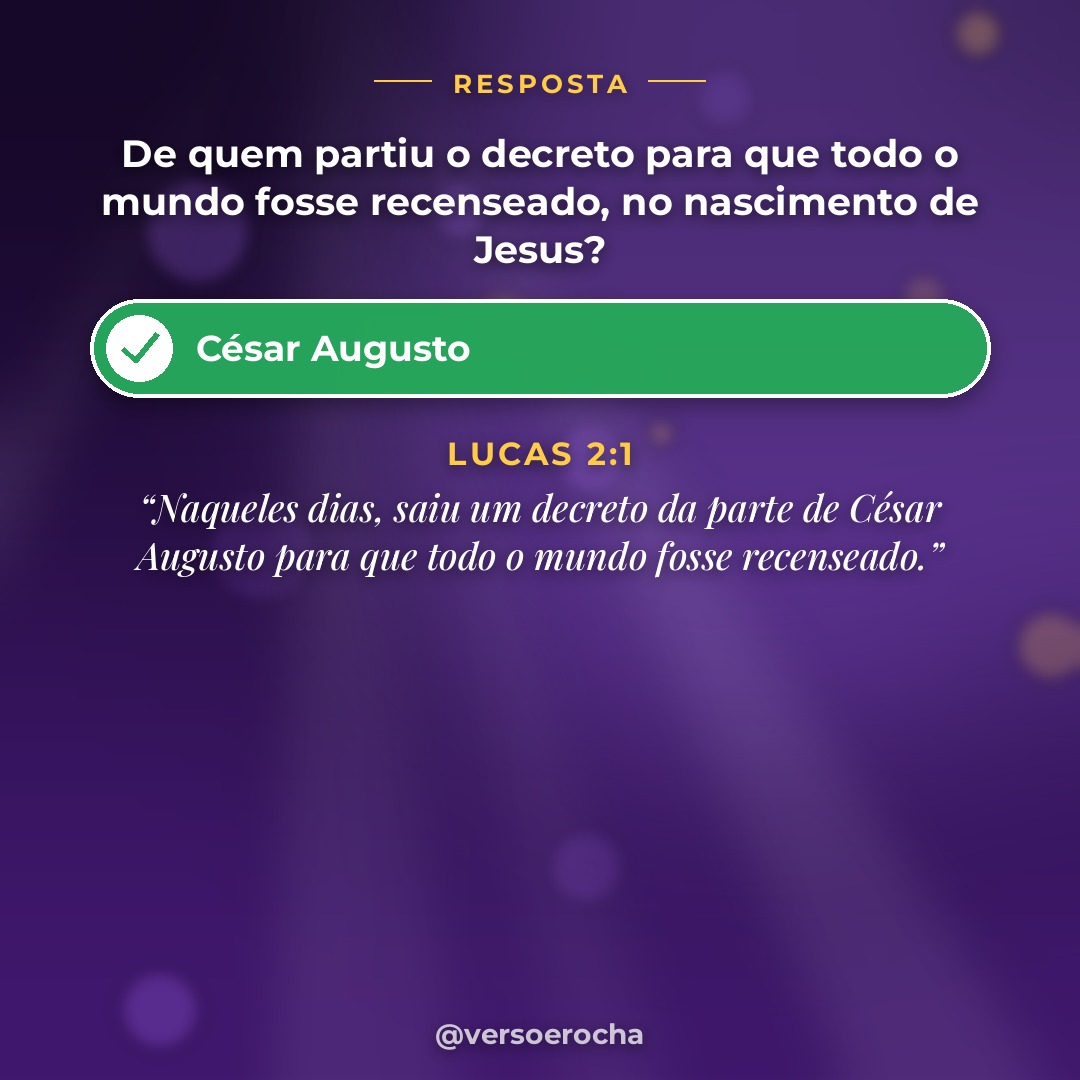 RESPOSTA
De quem partiu o decreto para que todo o
mundo fosse recenseado, no nascimento de
Jesus?
César Augusto
LUCAS 2:1
“Naqueles dias, saiu um decreto da parte de César
Augusto para que todo o mundo fosse recenseado.”
@versoerocha